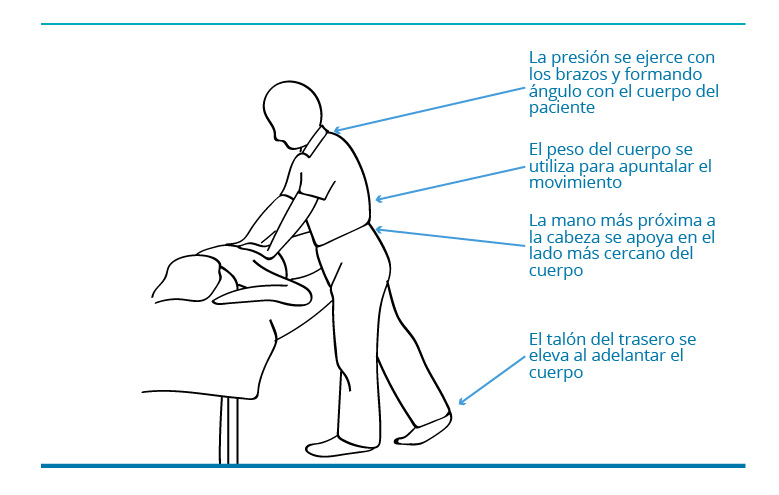 La presión se ejerce con
los brazos y formando
ángulo con el cuerpo del
paciente
El peso del cuerpo se
utiliza para apuntalar el
movimiento
La mano más próxima a
la cabeza se apoya en el
lado más cercano del
cuerpo
El talón del trasero se
eleva al adelantar el
cuerpo